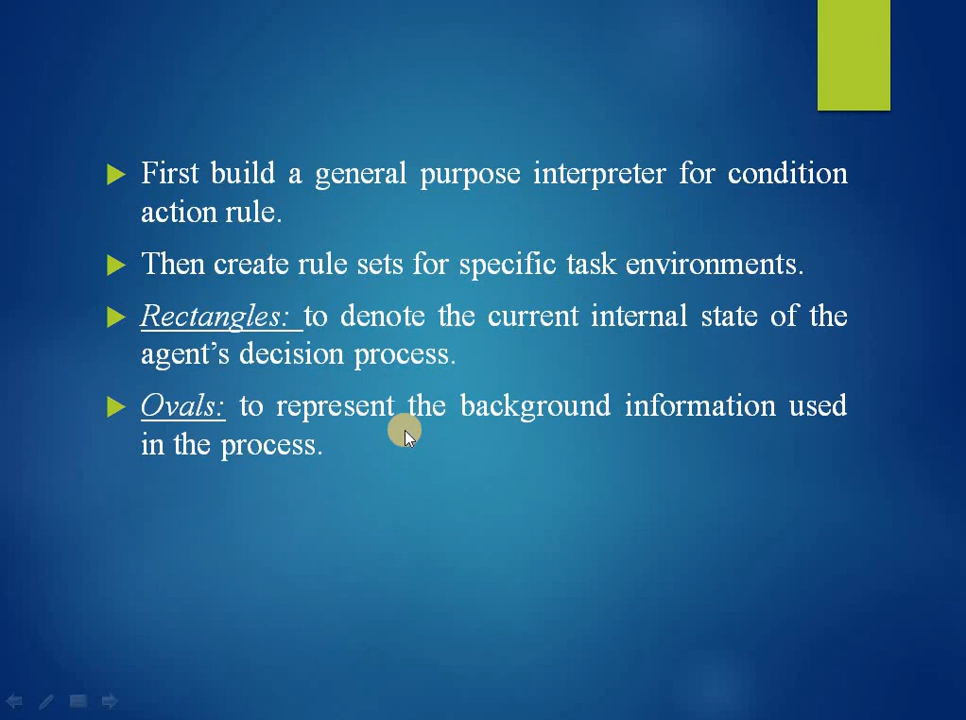 First build a general purpose interpreter for condition
action rule.
Then create rule sets for specific task environments.
Rectangles: to denote the current internal state of the
agent’s decision process.
Ovals: to represent the background information used
in the process.